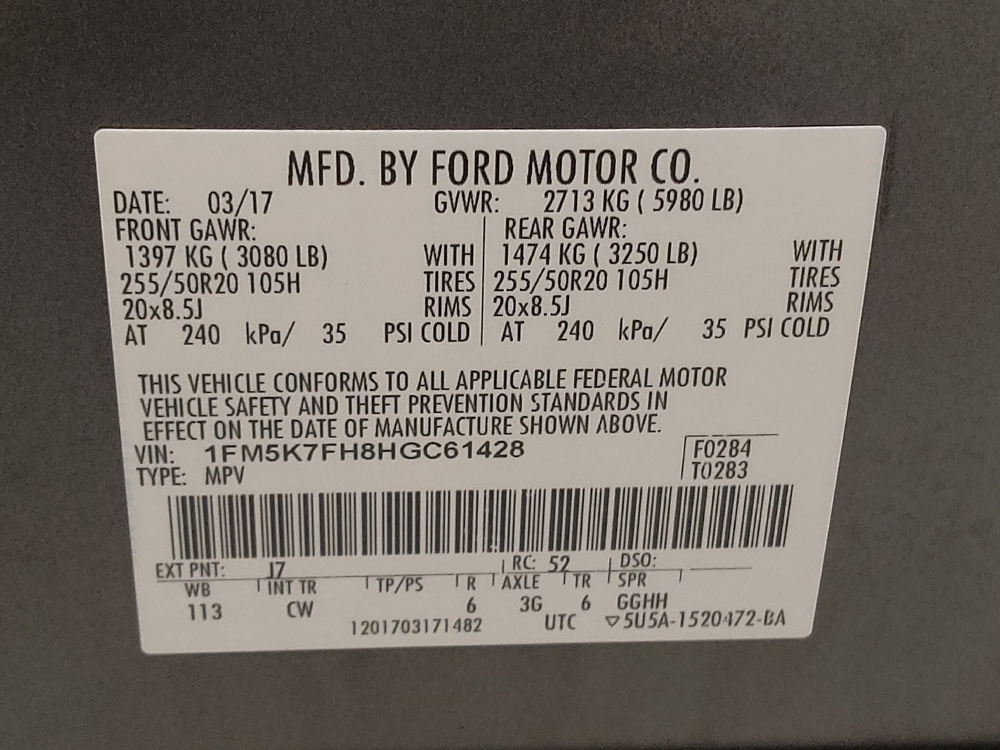 MFD. BY FORD MOTOR CO.
DATE: 03/17 GVWR: 2713 KG ( 5980 LB)
FRONT GAWR: REAR GAWR:
1397 KG ( 3080 LB) WITH 1474 KG ( 3250 LB) WITH
255/50R20 105H TIRES 255/50R20 105H TIRES
20x8.5J RIMS 20x8.5J RIMS
AT 240 kPa/ 35 PSI COLD AT 240 kPa/ 35 PSI COLD
THIS VEHICLE CONFORMS TO ALL APPLICABLE FEDERAL MOTOR
VEHICLE SAFETY AND THEFT PREVENTION STANDARDS IN
EFFECT ON THE DATE OF MANUFACTURE SHOWN ABOVE.
VIN: 1FM5K7FH8HGC61428 F0284
TYPE: MPV T0283
EXT PNT: J7 RC: 52 DSO:
WB INT TR TP/PS R AXLE TR SPR
113 CW 6 3G 6 GGHH
1201703171482 UTC ▽5U5A-1520472-BA